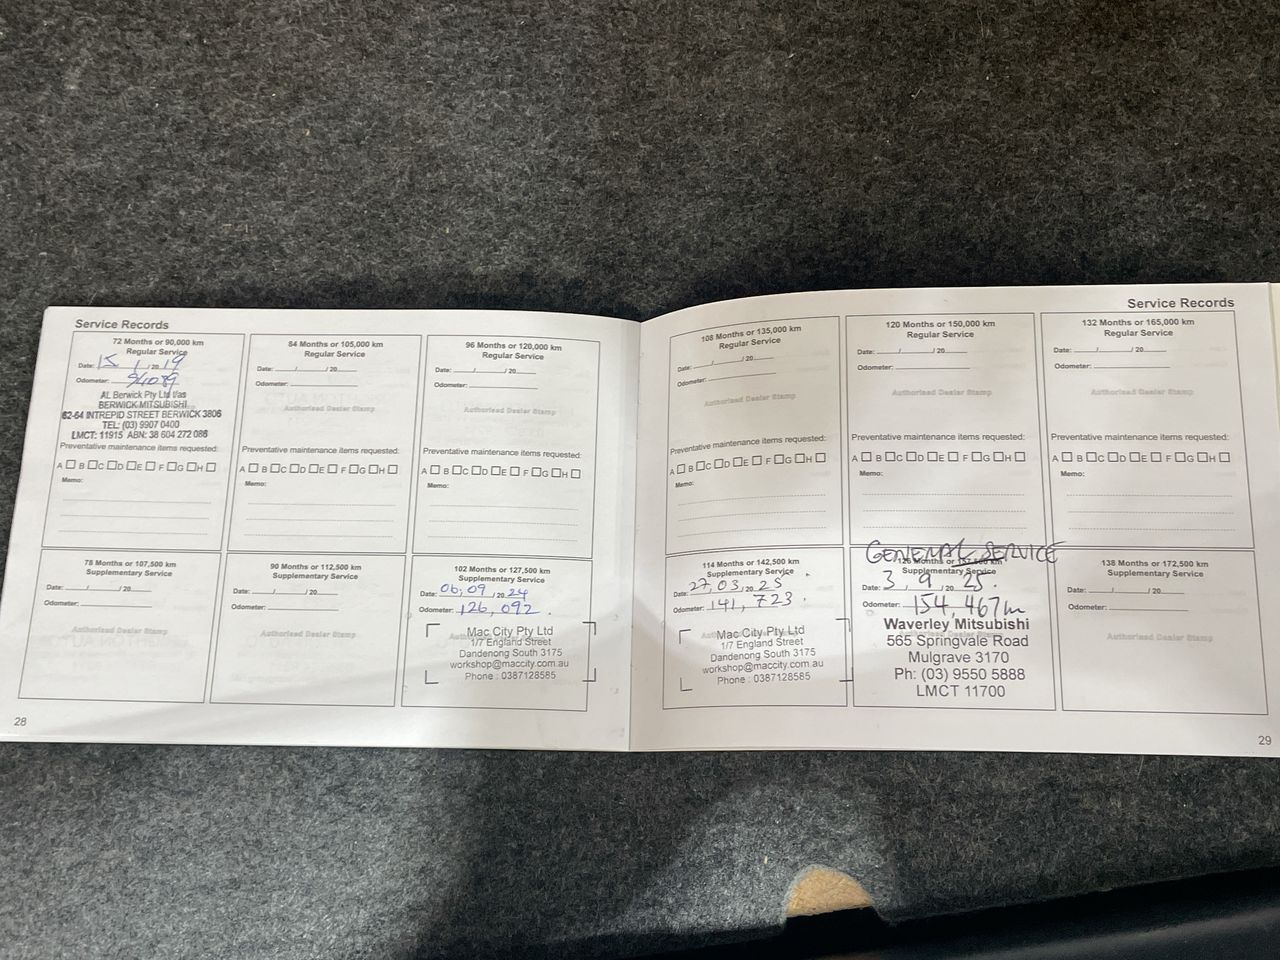 Service Records
72 Months or 90,000 km
Regular Service
Date: 15 / 1 / 2019
Odometer: 94089
AL Berwick Pty Ltd t/as
BERWICK MITSUBISHI
62-64 INTREPID STREET BERWICK 3806
TEL: (03) 9907 0400
LMCT: 11915 ABN: 38 604 272 086
Preventative maintenance items requested:
A B C D E F G H
Memo:
84 Months or 105,000 km
Regular Service
Date: / / 20
Odometer:
Authorised Dealer Stamp
Preventative maintenance items requested:
A B C D E F G H
Memo:
96 Months or 120,000 km
Regular Service
Date: / / 20
Odometer:
Authorised Dealer Stamp
Preventative maintenance items requested:
A B C D E F G H
Memo:
78 Months or 107,500 km
Supplementary Service
Date: / / 20
Odometer:
Authorised Dealer Stamp
90 Months or 112,500 km
Supplementary Service
Date: / / 20
Odometer:
Authorised Dealer Stamp
102 Months or 127,500 km
Supplementary Service
Date: 06, 09 / 20 24
Odometer: 126,092.
Mac City Pty Ltd
1/7 England Street
Dandenong South 3175
workshop@maccity.com.au
Phone : 0387128585
28
Service Records
108 Months or 135,000 km
Regular Service
Date: / / 20
Odometer:
Authorised Dealer Stamp
Preventative maintenance items requested:
A B C D E F G H
Memo:
120 Months or 150,000 km
Regular Service
Date: / / 20
Odometer:
Authorised Dealer Stamp
Preventative maintenance items requested:
A B C D E F G H
Memo:
132 Months or 165,000 km
Regular Service
Date: / / 20
Odometer:
Authorised Dealer Stamp
Preventative maintenance items requested:
A B C D E F G H
Memo:
114 Months or 142,500 km
Supplementary Service
Date: 27, 03, 20 25
Odometer: 141, 723.
Mac City Pty Ltd
1/7 England Street
Dandenong South 3175
workshop@maccity.com.au
Phone : 0387128585
GENERAL SERVICE
126 Months or 157,500 km
Supplementary Service
Date: 3 / 9 / 20 25.
Odometer: 154, 467km
Waverley Mitsubishi
565 Springvale Road
Mulgrave 3170
Ph: (03) 9550 5888
LMCT 11700
138 Months or 172,500 km
Supplementary Service
Date: / / 20
Odometer:
Authorised Dealer Stamp
29